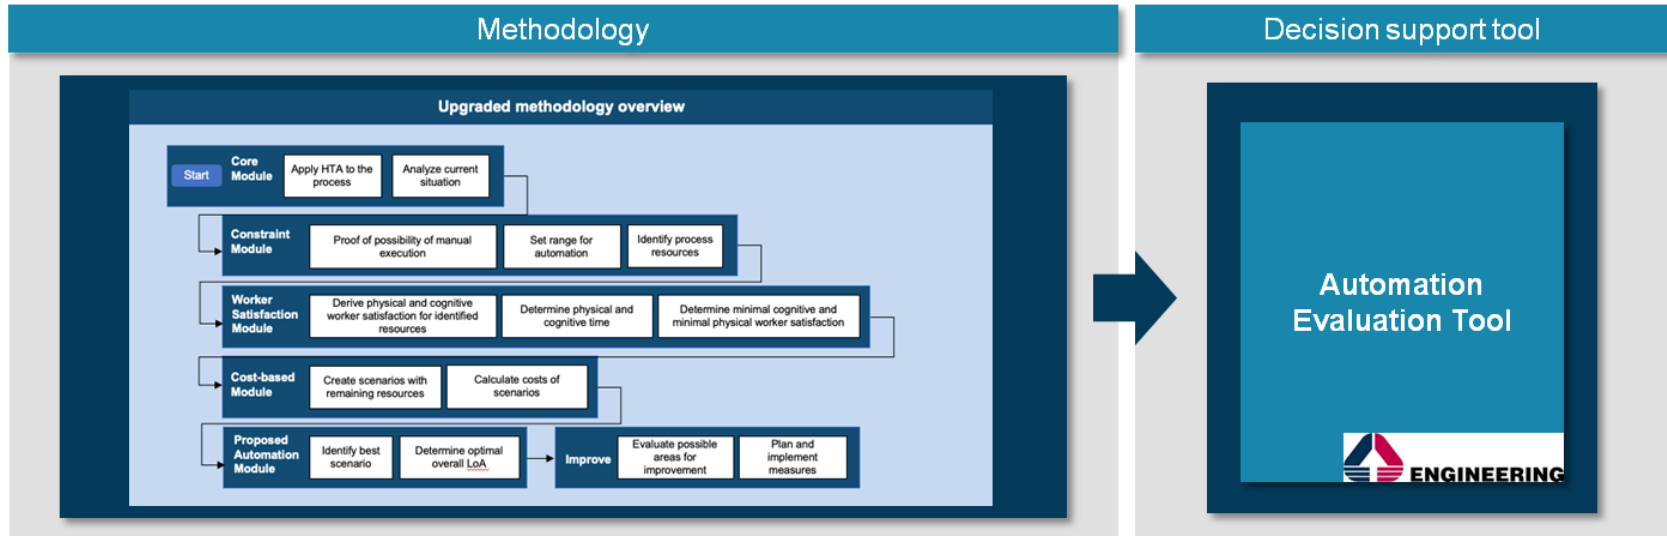 Methodology
Decision support tool
Upgraded methodology overview
Start
Core
Module
Apply HTA to the
process
Analyze current
situation
Constraint
Module
Proof of possibility of manual
execution
Set range for
automation
Identify process
resources
Worker
Satisfaction
Module
Derive physical and cognitive
worker satisfaction for identified
resources
Determine physical and
cognitive time
Determine minimal cognitive and
minimal physical worker satisfaction
Cost-based
Module
Create scenarios with
remaining resources
Calculate costs of
scenarios
Proposed
Automation
Module
Identify best
scenario
Determine optimal
overall LoA
Improve
Evaluate possible
areas for
improvement
Plan and
implement
measures
Automation
Evaluation Tool
ENGINEERING